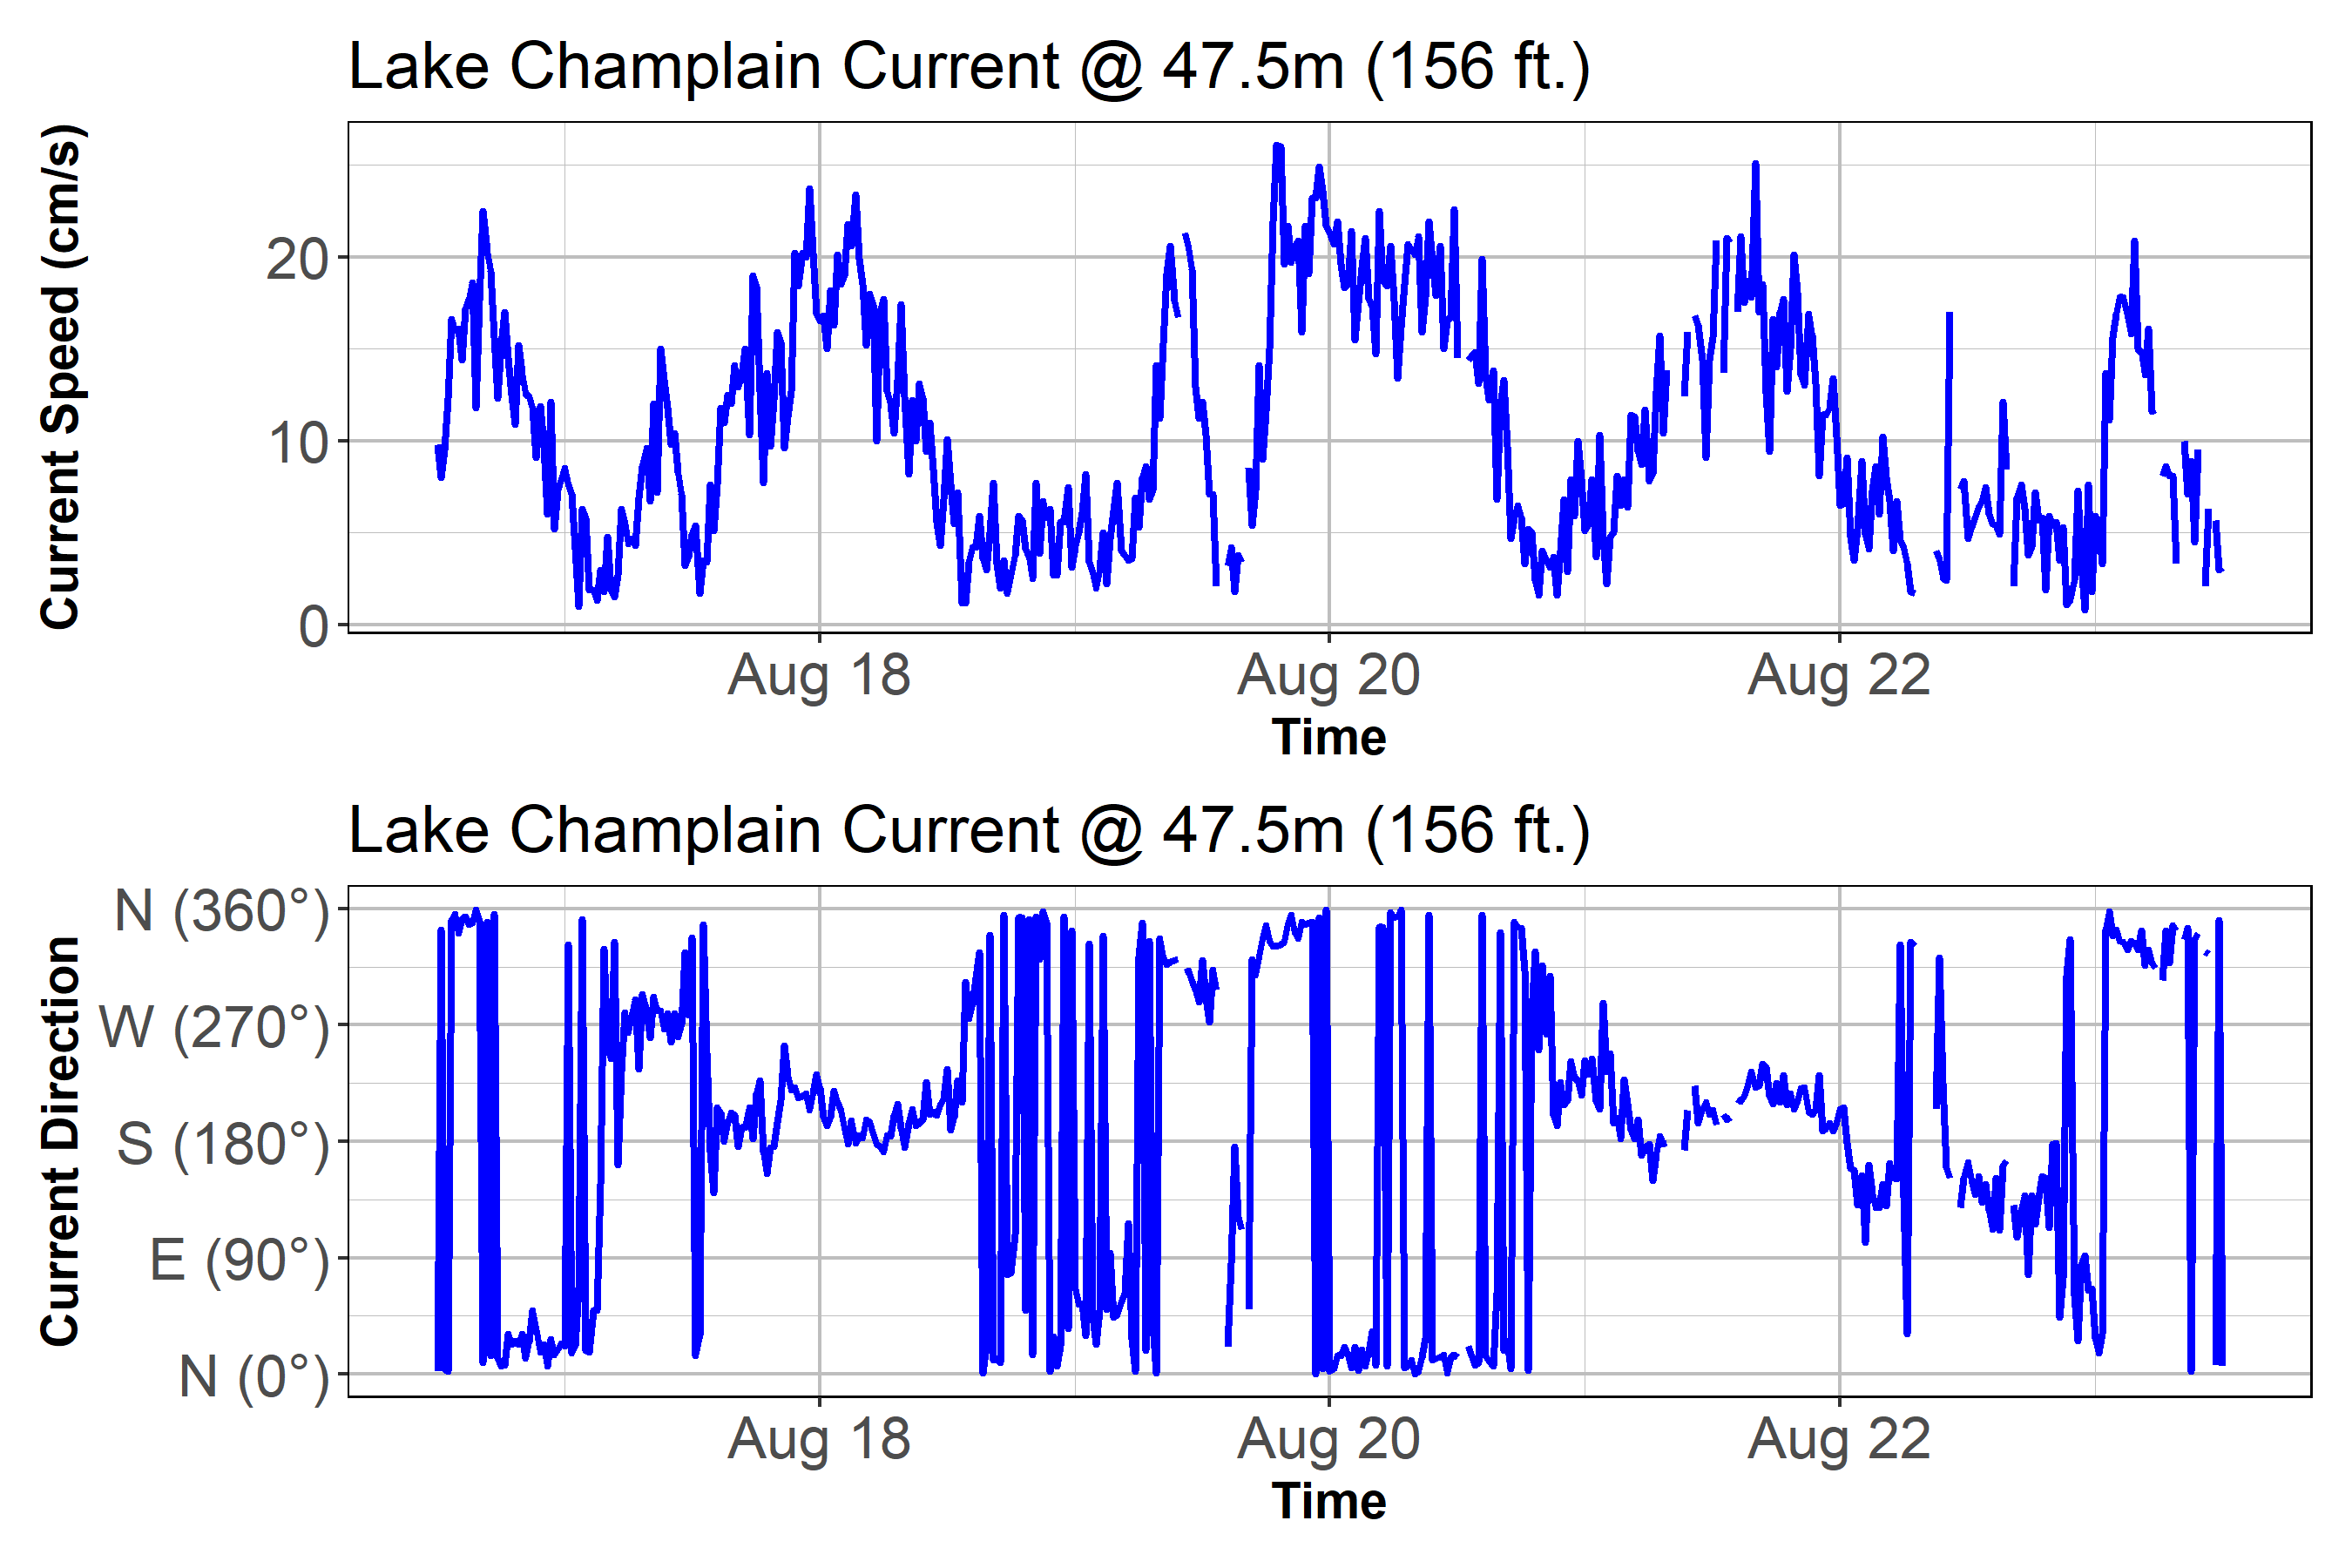 Lake Champlain Current @ 47.5m (156 ft.)
Current Speed (cm/s)
20
10
0
Aug 18 Aug 20 Aug 22
Time
Lake Champlain Current @ 47.5m (156 ft.)
Current Direction
N (360°)
W (270°)
S (180°)
E (90°)
N (0°)
Aug 18 Aug 20 Aug 22
Time